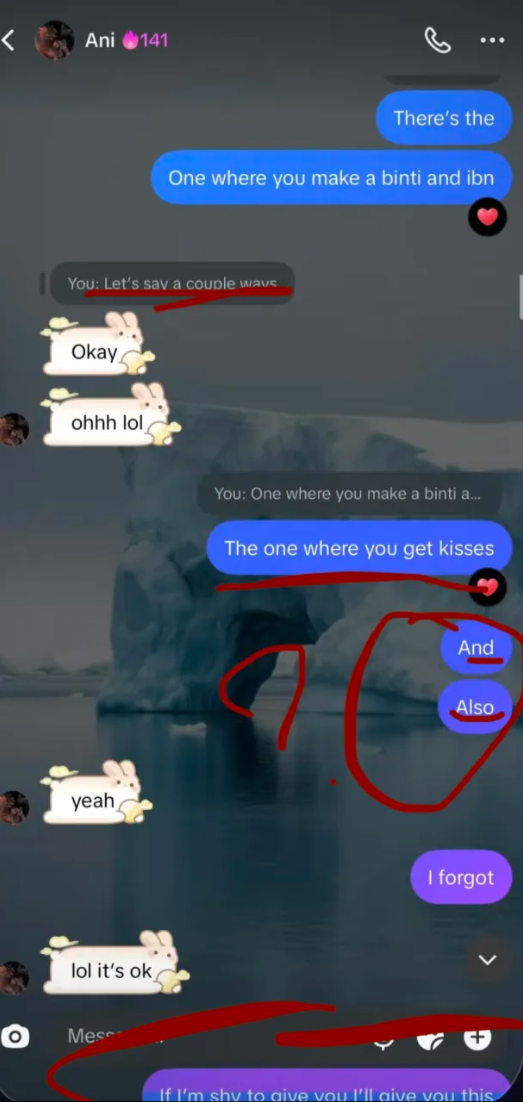 Ani 141
There's the
One where you make a binti and ibn
You: Let's say a couple ways
Okay
ohhh lol
You: One where you make a binti a...
The one where you get kisses
And
Also
yeah
I forgot
lol it's ok
If I'm shy to give you I'll give you this